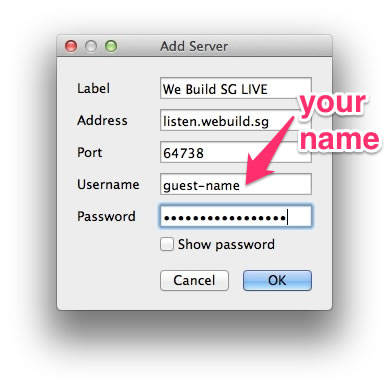 Add Server
Label We Build SG LIVE
your
name
Address listen.webuild.sg
Port 64738
Username guest-name
Password •••••••••••••••••
Show password
Cancel OK